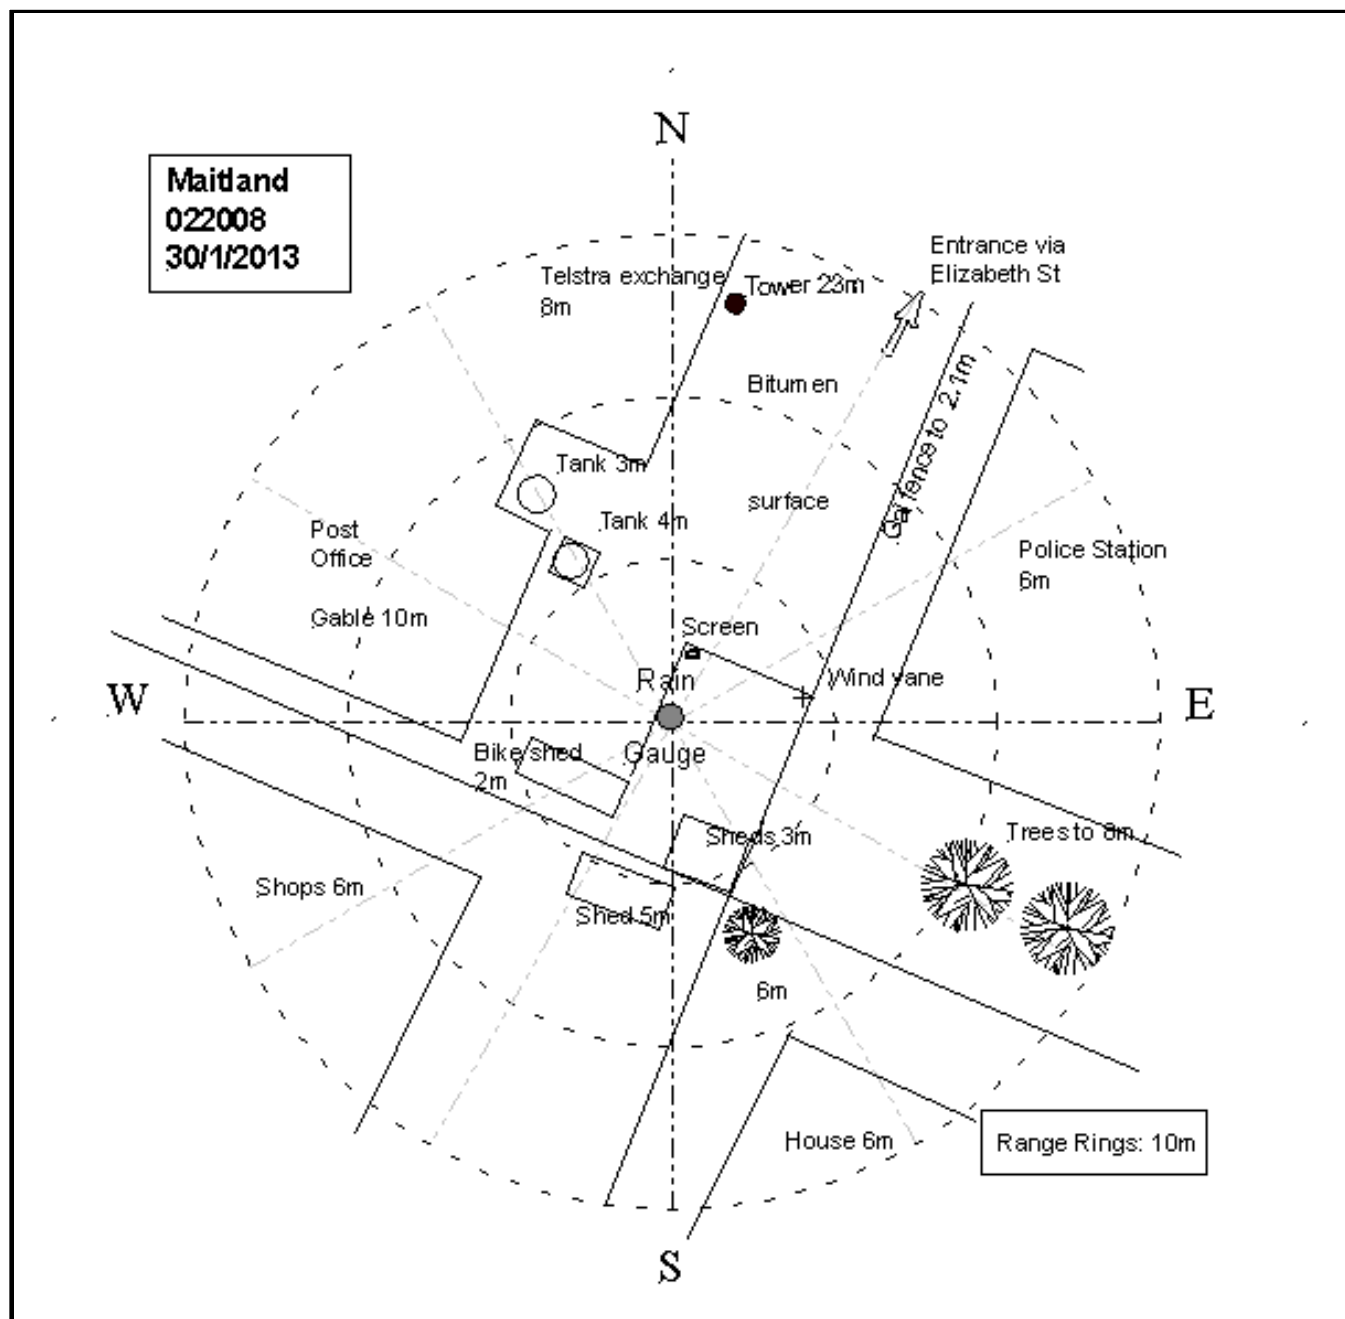 N
Maitland
022008
30/1/2013
Entrance via
Elizabeth St
Telstra exchange
8m
Tower 23m
Bitumen
Gal fence to 2.1m
Tank 3m
surface
Tank 4m
Post
Office
Police Station
6m
Gable 10m
Screen
Rain
Wind vane
W
E
Gauge
Bike shed
2m
Sheds 3m
Trees to 8m
Shops 6m
Shed 5m
6m
House 6m
Range Rings: 10m
S